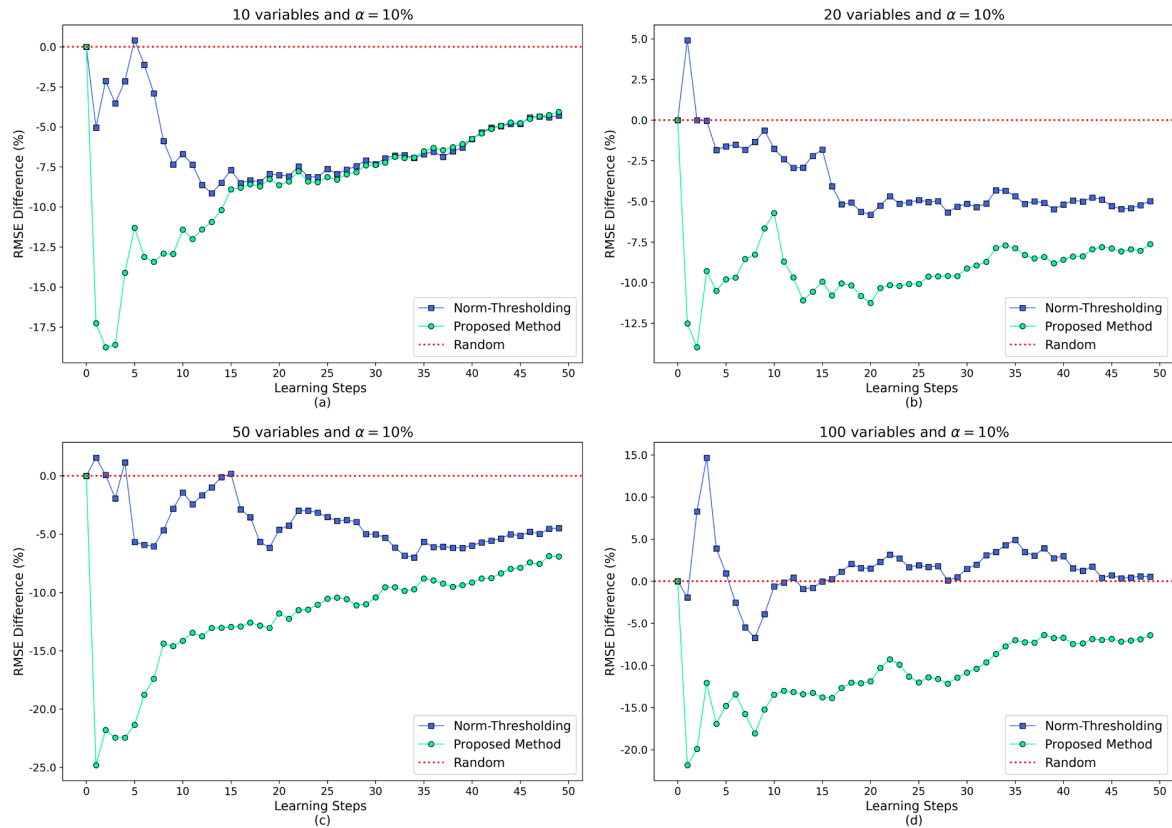 10 variables and α = 10%
RMSE Difference (%)
0.0
-2.5
-5.0
-7.5
-10.0
-12.5
-15.0
-17.5
Norm-Thresholding
Proposed Method
Random
0 5 10 15 20 25 30 35 40 45 50
Learning Steps
(a)
20 variables and α = 10%
RMSE Difference (%)
5.0
2.5
0.0
-2.5
-5.0
-7.5
-10.0
-12.5
Norm-Thresholding
Proposed Method
Random
0 5 10 15 20 25 30 35 40 45 50
Learning Steps
(b)
50 variables and α = 10%
RMSE Difference (%)
0.0
-5.0
-10.0
-15.0
-20.0
-25.0
Norm-Thresholding
Proposed Method
Random
0 5 10 15 20 25 30 35 40 45 50
Learning Steps
(c)
100 variables and α = 10%
RMSE Difference (%)
15.0
10.0
5.0
0.0
-5.0
-10.0
-15.0
-20.0
Norm-Thresholding
Proposed Method
Random
0 5 10 15 20 25 30 35 40 45 50
Learning Steps
(d)